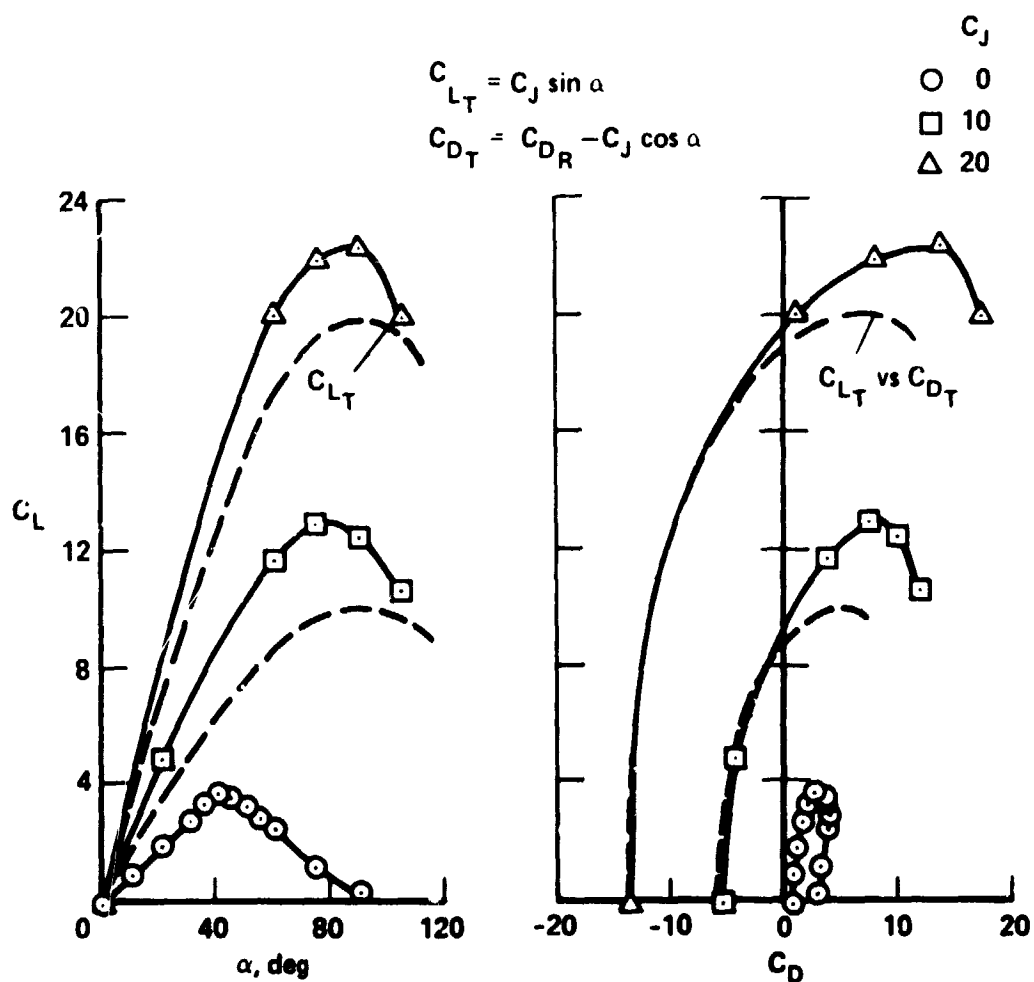 C_J
○ 0
□ 10
△ 20
C_{L_T} = C_J sin α
C_{D_T} = C_{D_R} – C_J cos α
24
20
16
12
8
4
C_L
C_{L_T}
0 40 80 120
α, deg
C_{L_T} vs C_{D_T}
-20 -10 0 10 20
C_D